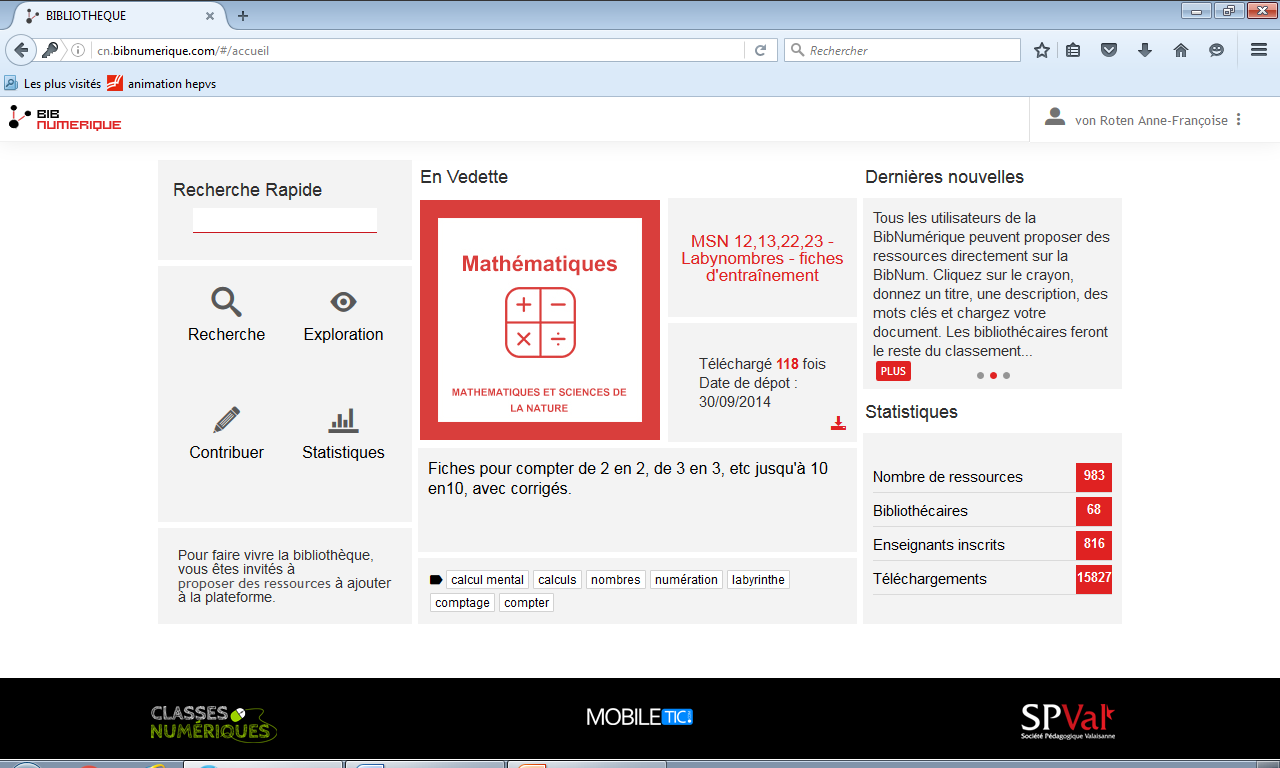 BIBLIOTHEQUE
cn.bibnumerique.com/#/accueil
Rechercher
Les plus visités
animation hepvs
BIB
NUMERIQUE
von Roten Anne-Françoise
Recherche Rapide
Recherche
Exploration
Contribuer
Statistiques
Pour faire vivre la bibliothèque,
vous êtes invités à
proposer des ressources à ajouter
à la plateforme.
En Vedette
Mathématiques
MATHEMATIQUES ET SCIENCES DE
LA NATURE
MSN 12,13,22,23 -
Labynombres - fiches
d'entraînement
Téléchargé 118 fois
Date de dépot :
30/09/2014
Fiches pour compter de 2 en 2, de 3 en 3, etc jusqu'à 10
en10, avec corrigés.
calcul mental
calculs
nombres
numération
labyrinthe
comptage
compter
Dernières nouvelles
Tous les utilisateurs de la
BibNumérique peuvent proposer des
ressources directement sur la
BibNum. Cliquez sur le crayon,
donnez un titre, une description, des
mots clés et chargez votre
document. Les bibliothécaires feront
le reste du classement...
PLUS
Statistiques
Nombre de ressources 983
Bibliothécaires 68
Enseignants inscrits 816
Téléchargements 15827
CLASSES
NUMÉRIQUES
MOBILETIC!
SPVal
Société Pédagogique Valaisanne